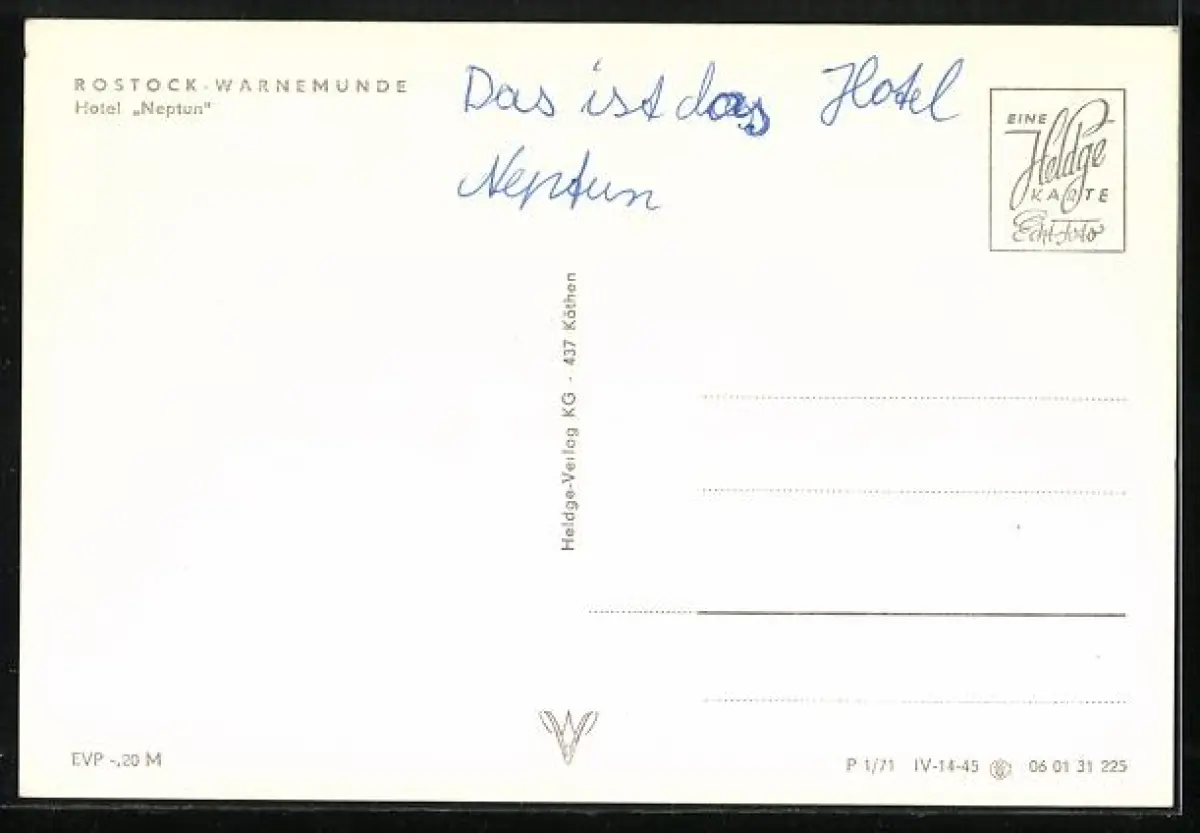 ROSTOCK-WARNEMÜNDE
Hotel „Neptun"
Das ist das Hotel
Neptun
EINE
Heldge
KARTE
Echt-Foto
Heldge-Verlag KG - 437 Köthen
EVP -,20 M
P 1/71 IV-14-45 06 01 31 225